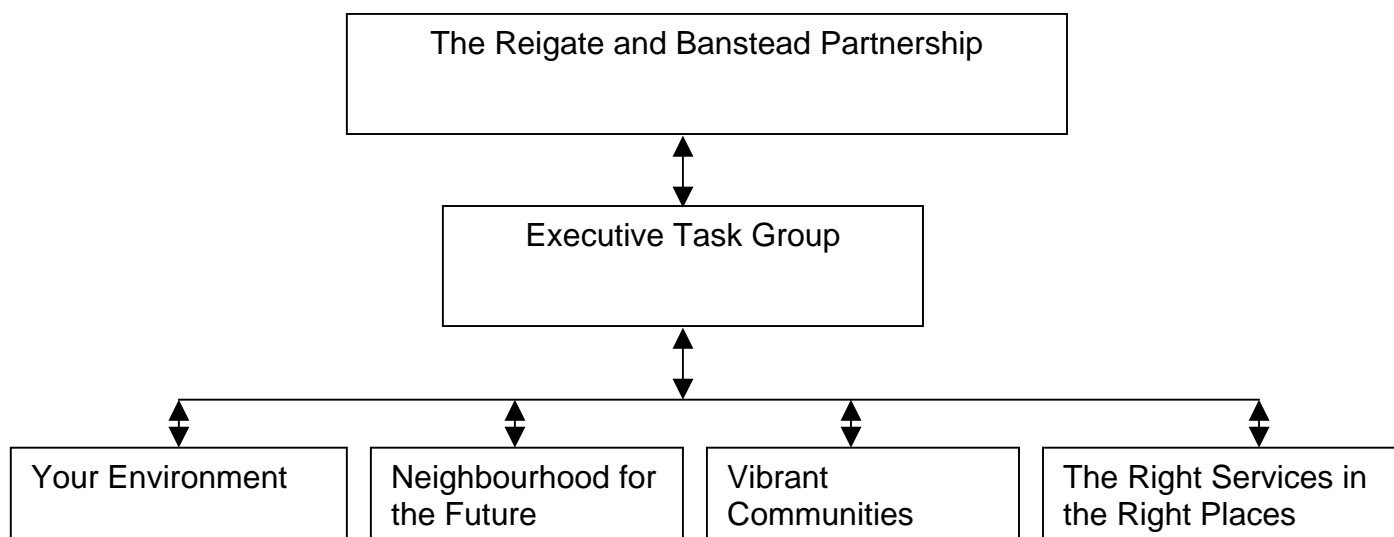 The Reigate and Banstead Partnership
Executive Task Group
Your Environment
Neighbourhood for
the Future
Vibrant
Communities
The Right Services in
the Right Places